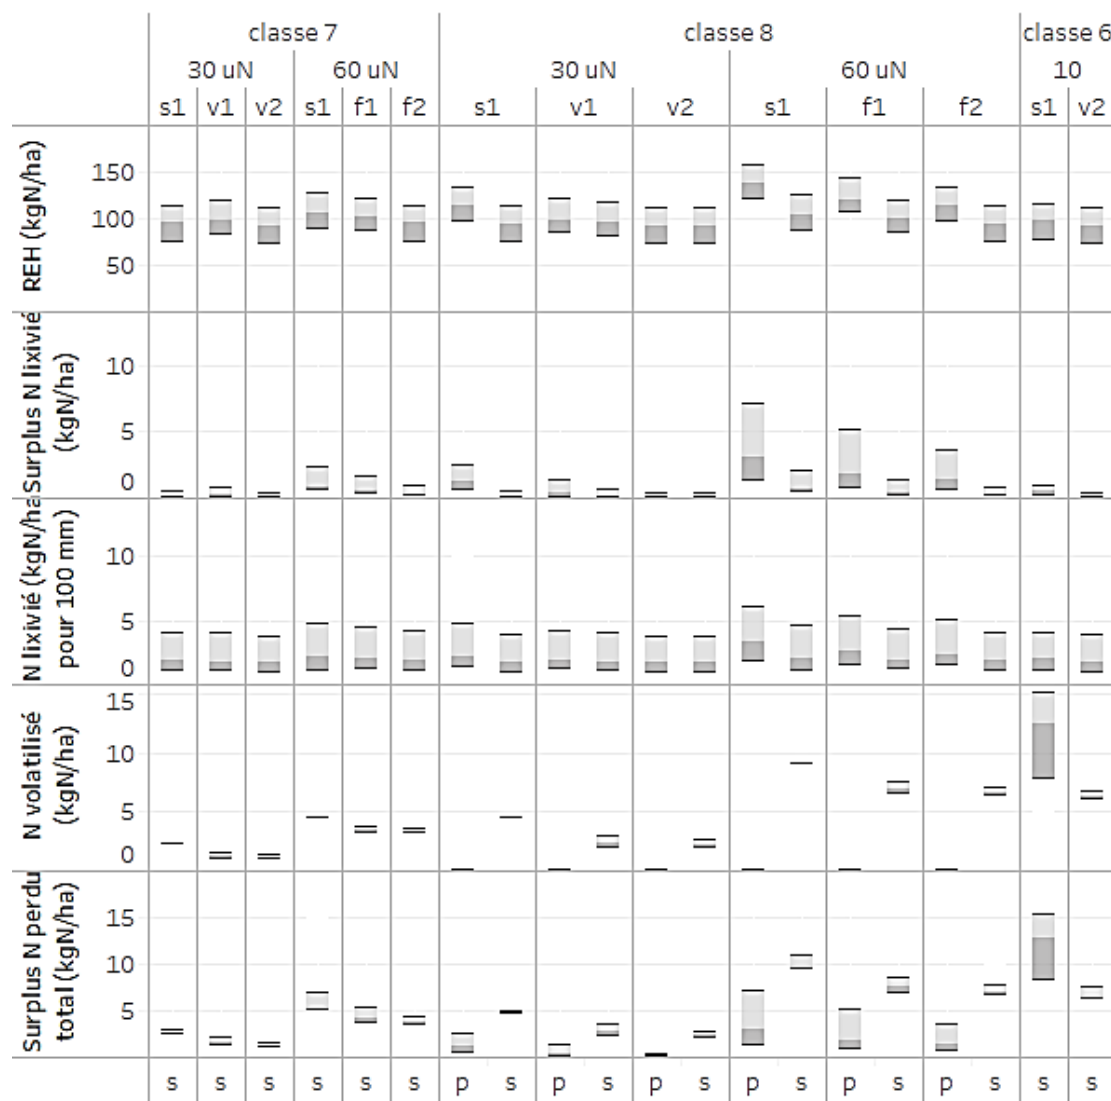 classe 7 classe 8 classe 6
30 uN 60 uN 30 uN 60 uN 10
s1 v1 v2 s1 f1 f2 s1 v1 v2 s1 f1 f2 s1 v2
REH (kgN/ha)
150
100
50
Surplus N lixivié
(kgN/ha)
10
5
0
N lixivié (kgN/ha
pour 100 mm)
10
5
0
N volatilisé
(kgN/ha)
15
10
5
0
Surplus N perdu
total (kgN/ha)
15
10
5
s s s s s s p s p s p s p s p s p s s s